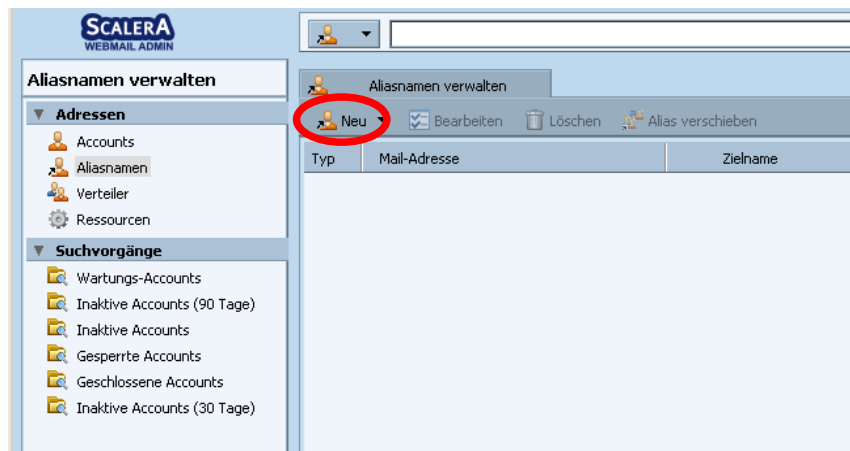 SCALERA
WEBMAIL ADMIN
Aliasnamen verwalten
Adressen
Accounts
Aliasnamen
Verteiler
Ressourcen
Suchvorgänge
Wartungs-Accounts
Inaktive Accounts (90 Tage)
Inaktive Accounts
Gesperrte Accounts
Geschlossene Accounts
Inaktive Accounts (30 Tage)
Aliasnamen verwalten
Neu Bearbeiten Löschen Alias verschieben
Typ Mail-Adresse Zielname